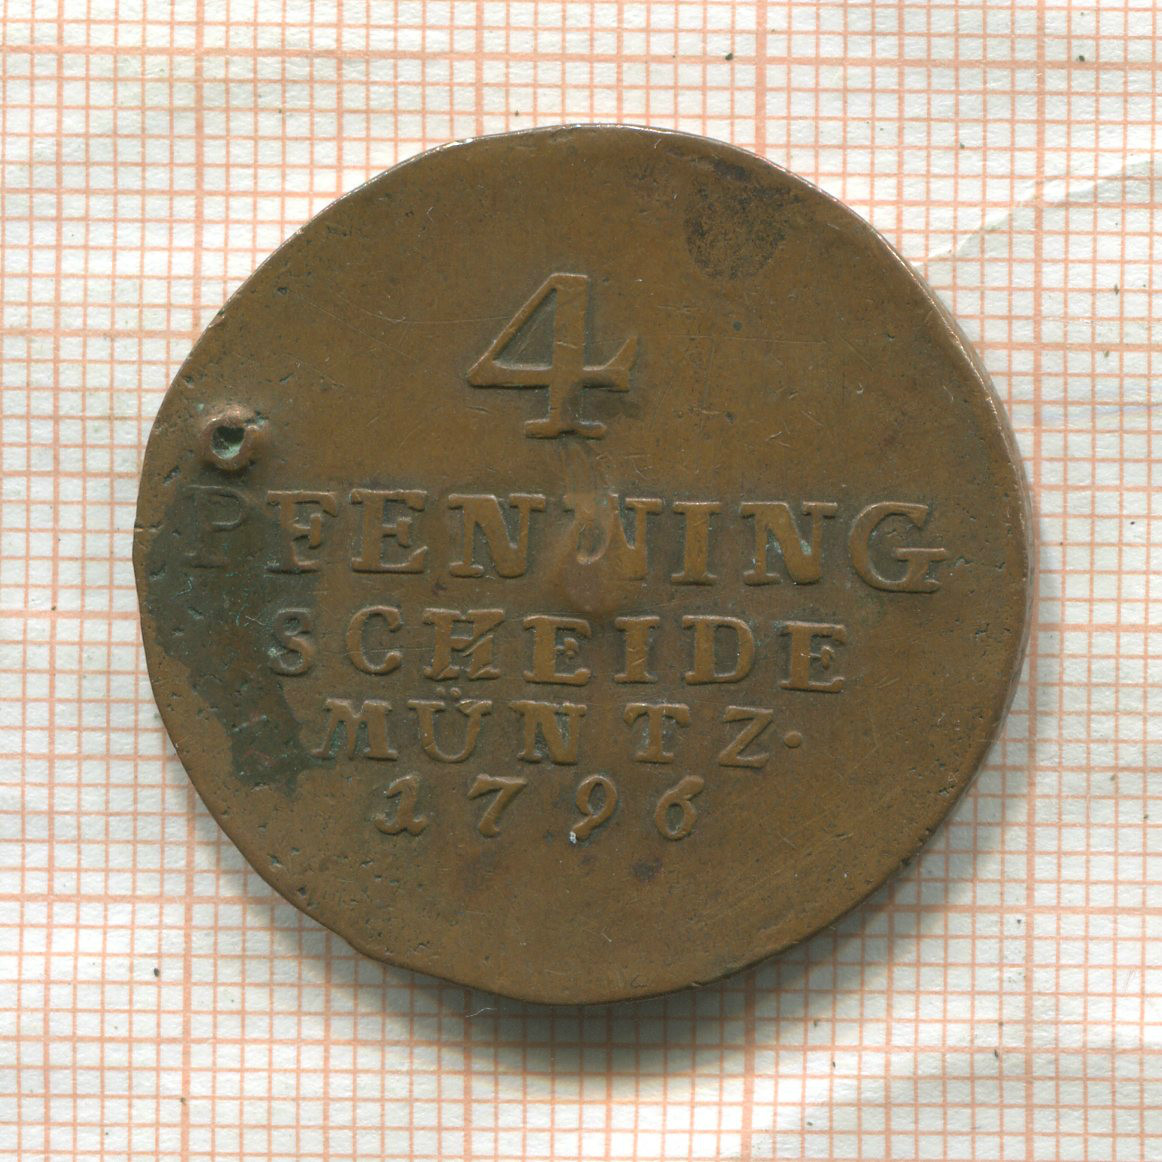 4
PFENNING
SCHEIDE
MÜNTZ.
1796